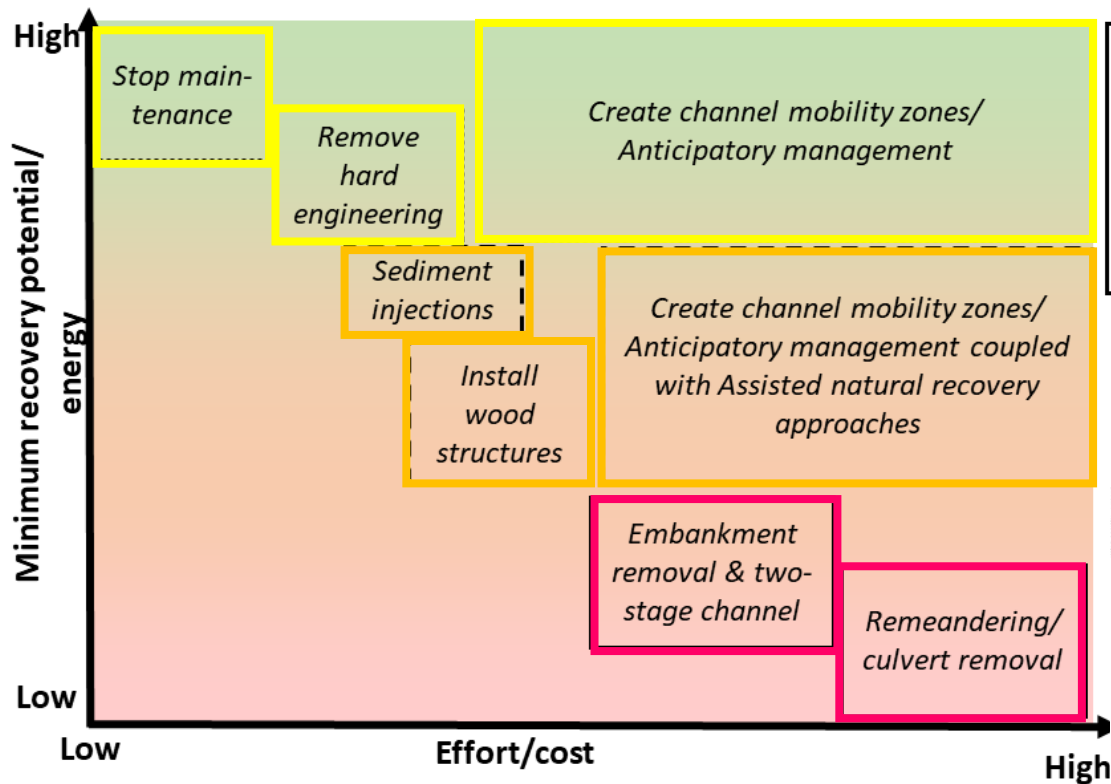 High
Stop main-
tenance
Remove
hard
engineering
Create channel mobility zones/
Anticipatory management
Sediment
injections
Install
wood
structures
Create channel mobility zones/
Anticipatory management coupled
with Assisted natural recovery
approaches
Embankment
removal & two-
stage channel
Remeandering/
culvert removal
Minimum recovery potential/
energy
Low
Low
Effort/cost
High